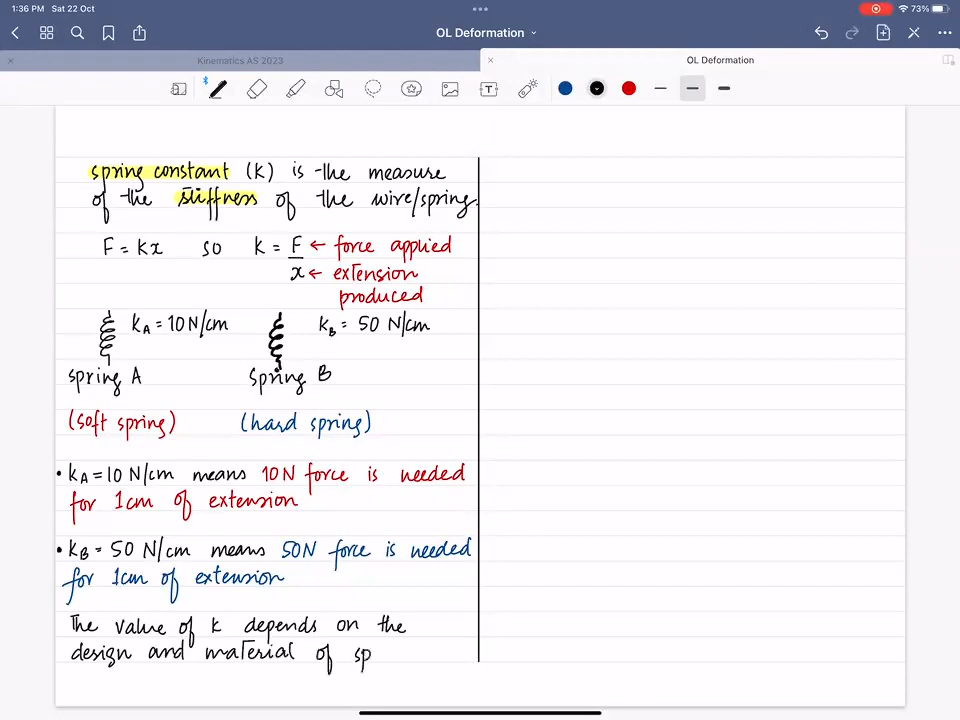 1:36 PM Sat 22 Oct
73%
OL Deformation
Kinematics AS 2023
OL Deformation
T
spring constant (k) is the measure
of the stiffness of the wire/spring.
F = kx so k = F ← force applied
x ← extension
produced
kA = 10 N/cm kB = 50 N/cm
spring A spring B
(soft spring) (hard spring)
• kA = 10 N/cm means 10N force is needed
for 1cm of extension
• kB = 50 N/cm means 50N force is needed
for 1cm of extension
The value of k depends on the
design and material of sp